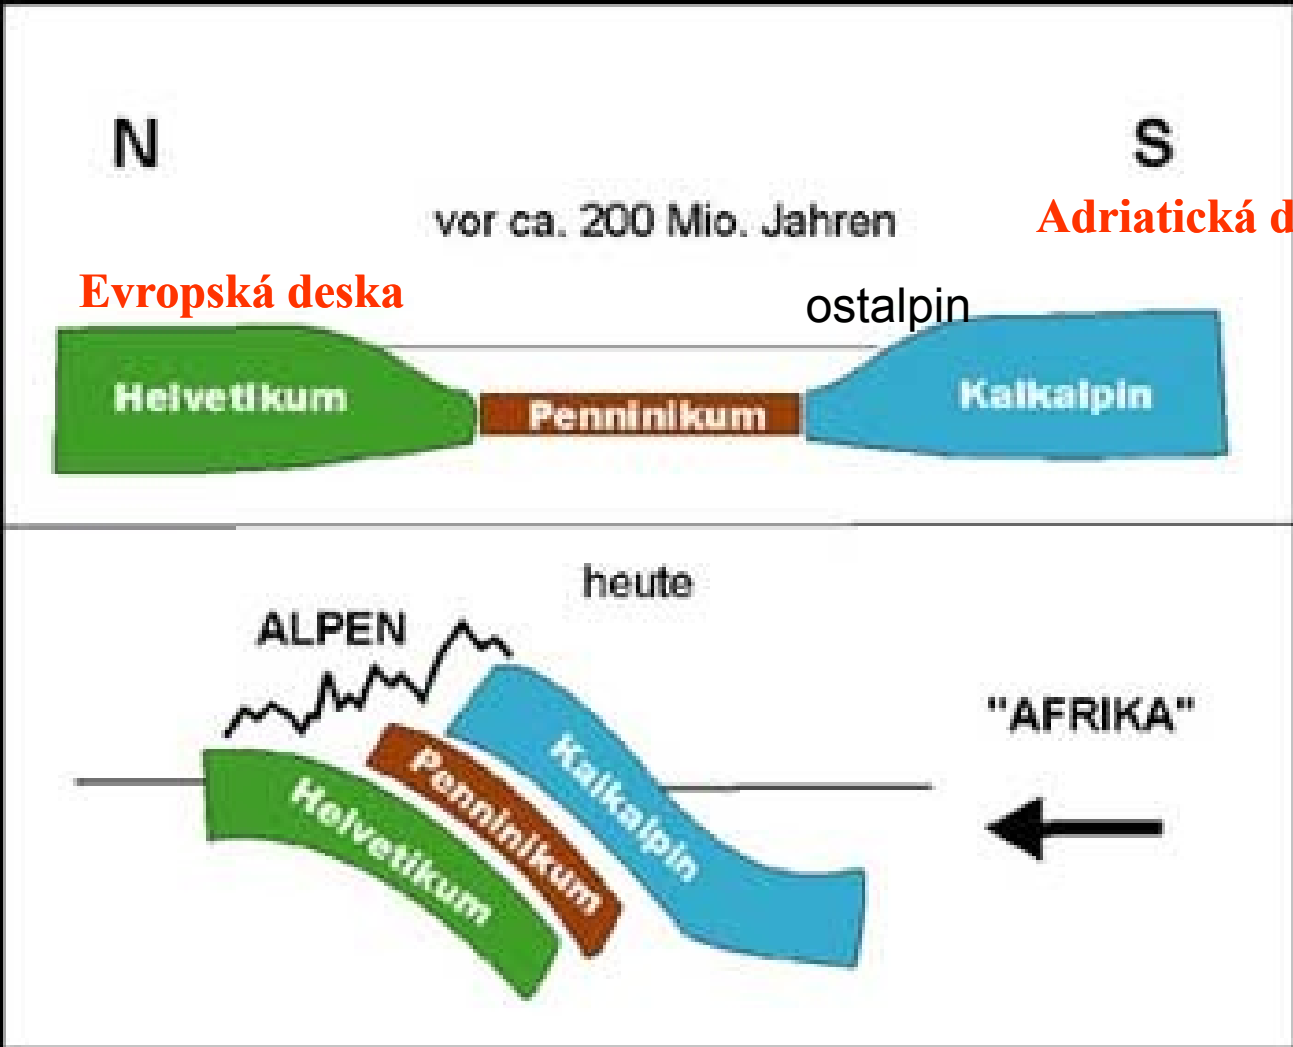 N
S
vor ca. 200 Mio. Jahren
Adriatická d
Evropská deska
ostalpin
Helvetikum
Penninikum
Kalkalpin
heute
ALPEN
"AFRIKA"
Kalkalpin
Penninikum
Helvetikum